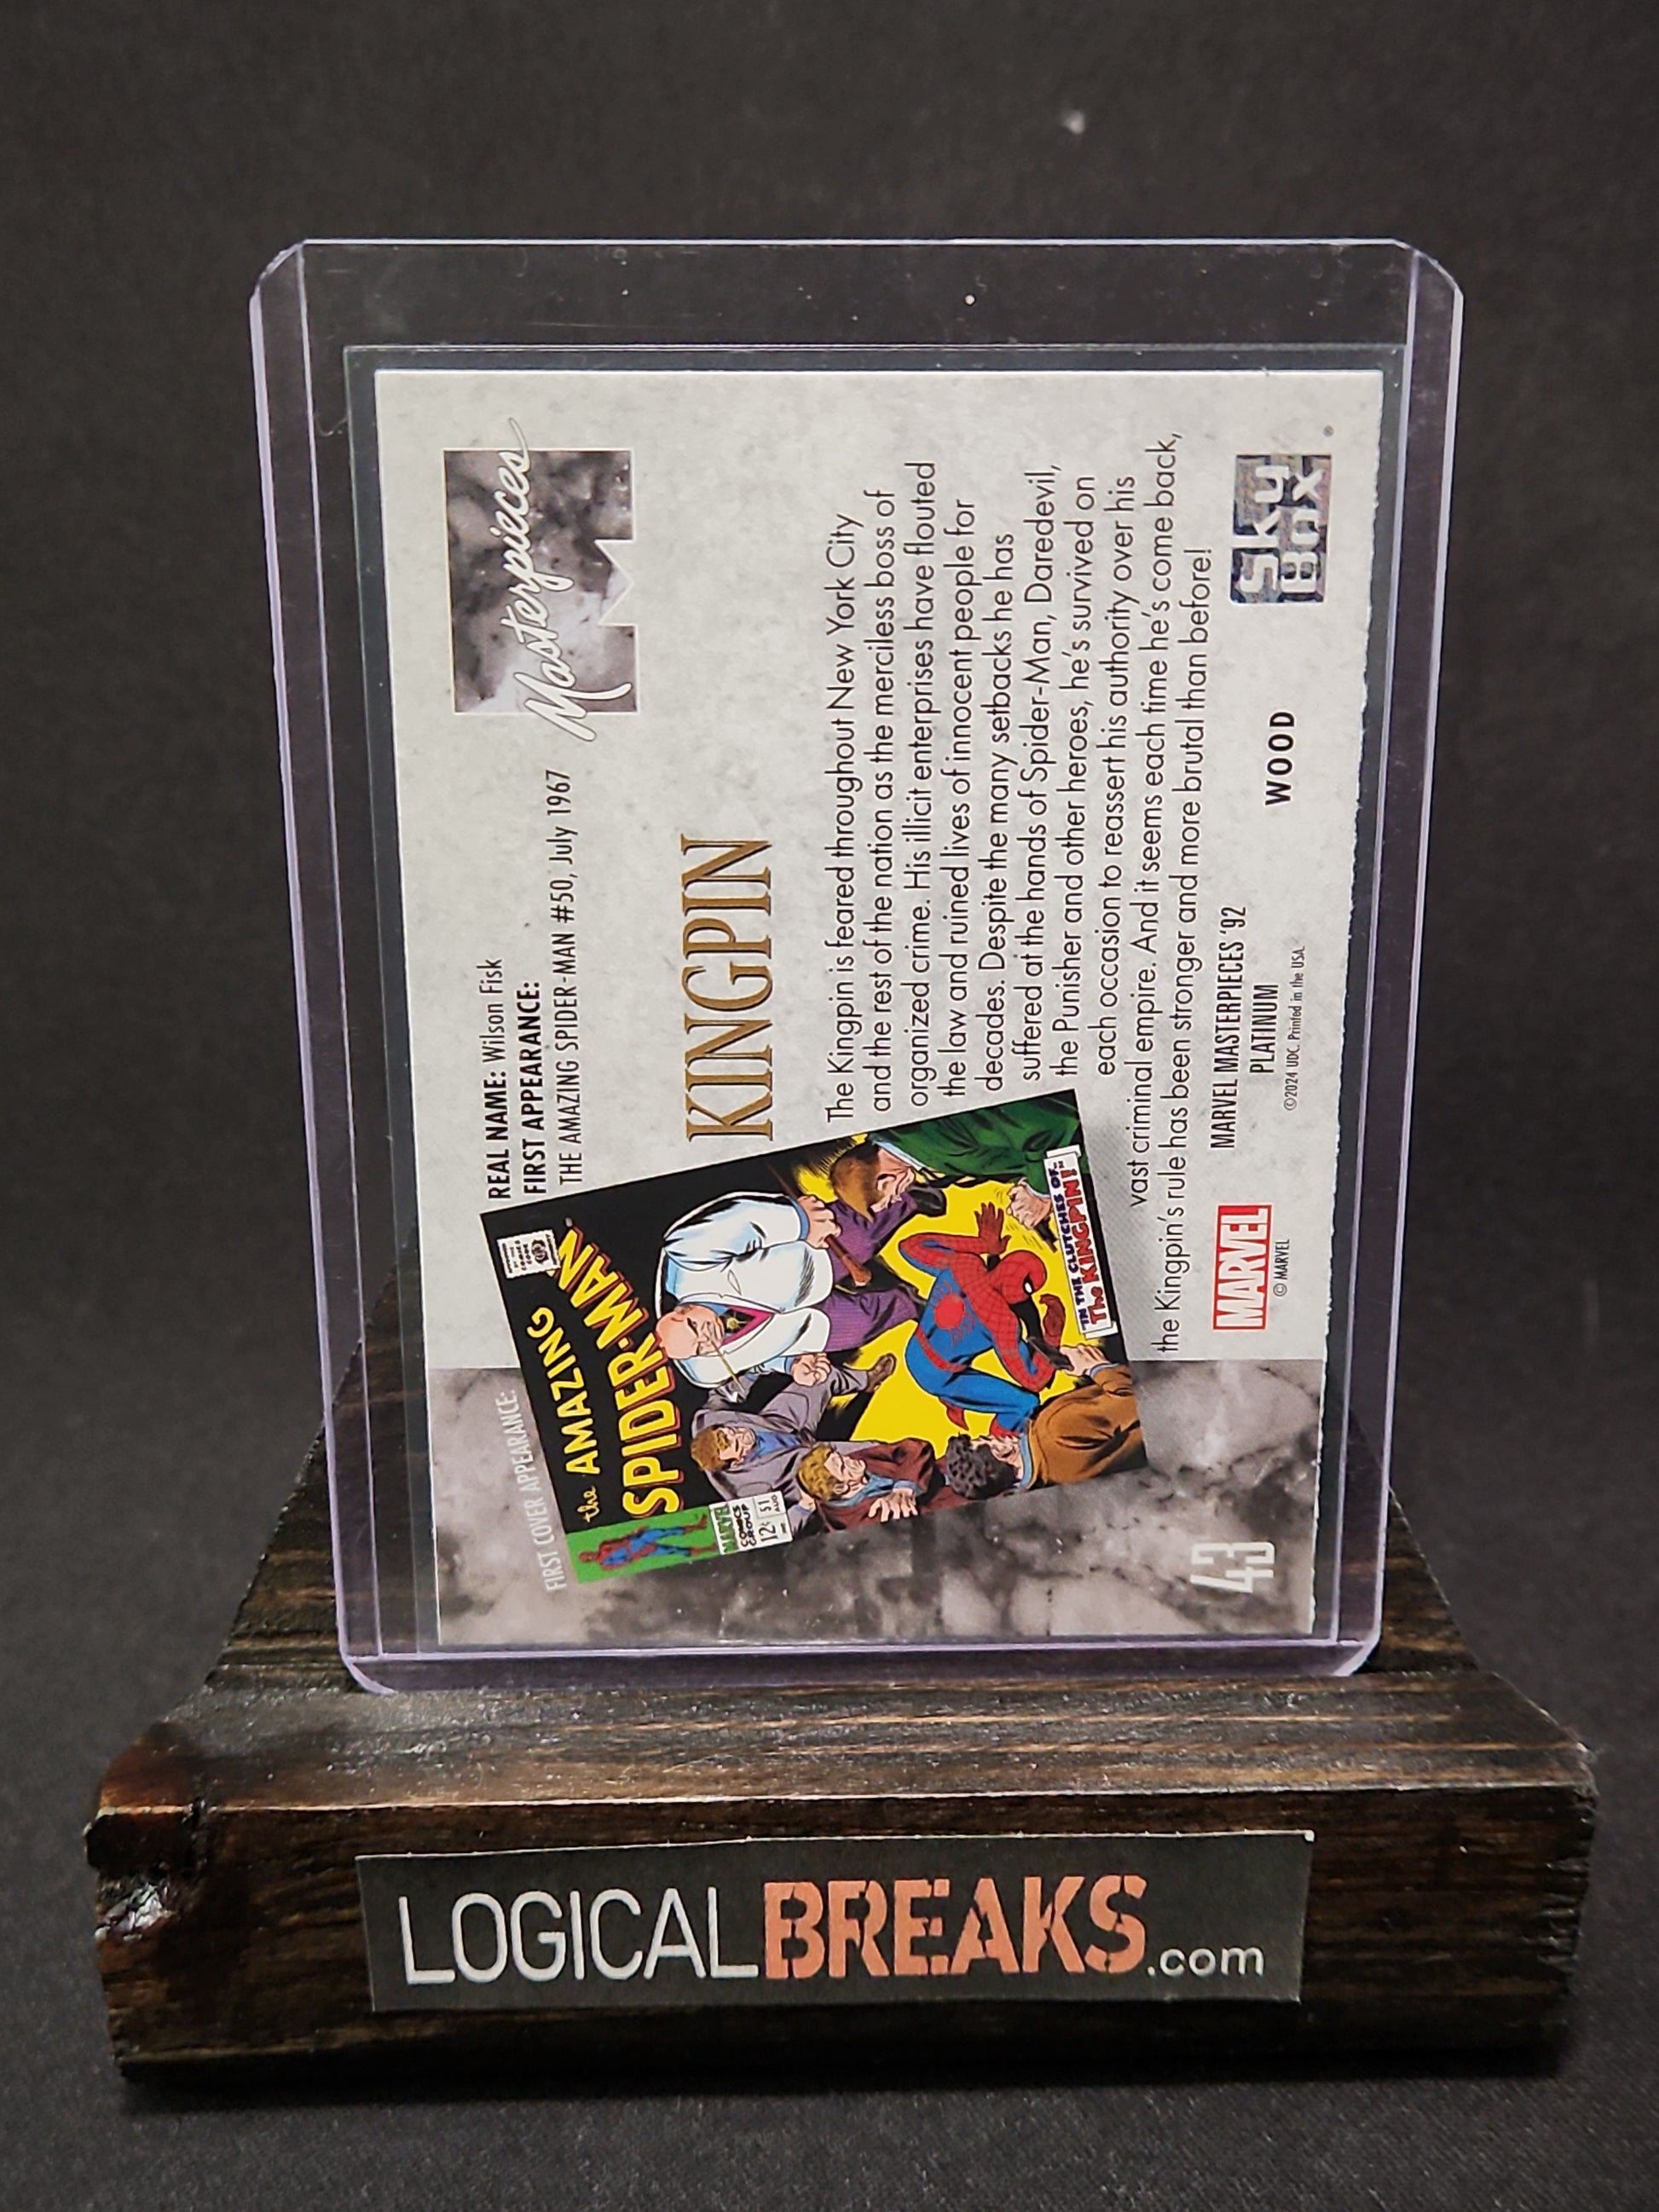 Masterpieces
REAL NAME: Wilson Fisk
FIRST APPEARANCE:
THE AMAZING SPIDER-MAN #50, July 1967
KINGPIN
The Kingpin is feared throughout New York City
and the rest of the nation as the merciless boss of
organized crime. His illicit enterprises have flouted
the law and ruined lives of innocent people for
decades. Despite the many setbacks he has
suffered at the hands of Spider-Man, Daredevil,
the Punisher and other heroes, he's survived on
each occasion to reassert his authority over his
vast criminal empire. And it seems each time he's come back,
the Kingpin's rule has been stronger and more brutal than before!
FIRST COVER APPEARANCE:
MARVEL
COMICS
GROUP
12¢
51
AUG
the AMAZING
SPIDER-MAN
IN THE CLUTCHES OF...
The KINGPIN!
43
MARVEL
© MARVEL
MARVEL MASTERPIECES '92
PLATINUM
©2024 UDC. Printed in the USA.
WOOD
SkyBox
®
LOGICALBREAKS.com